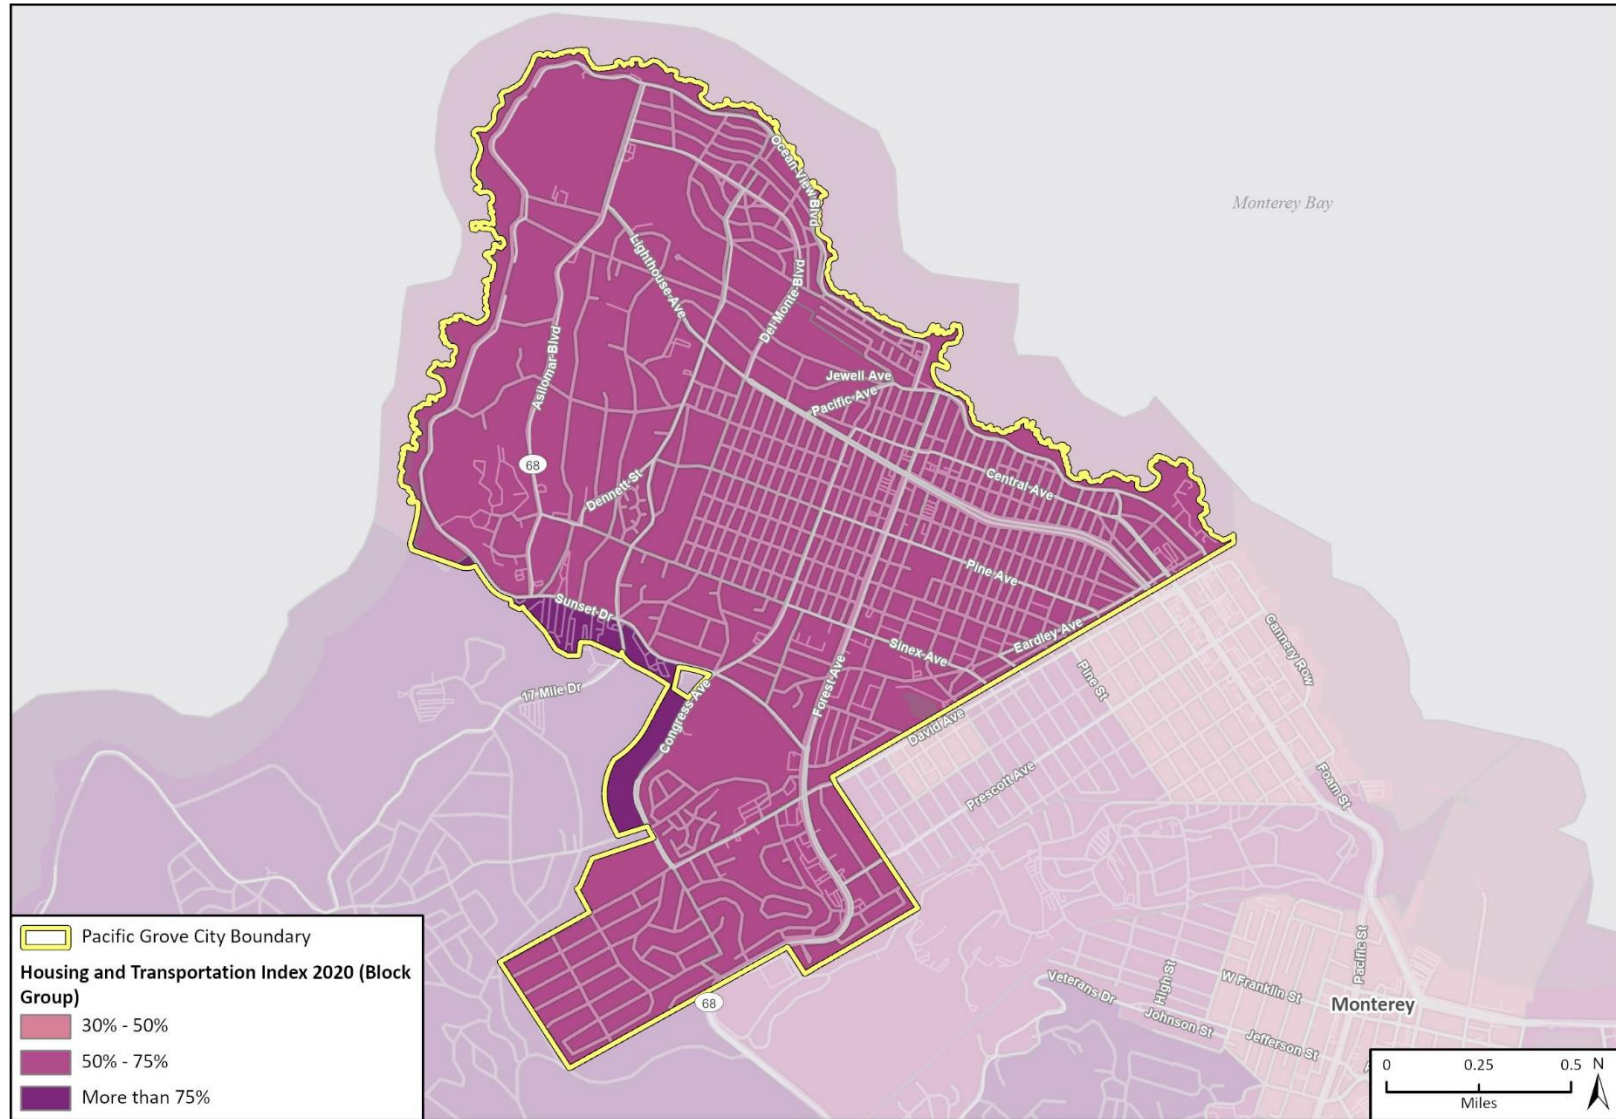 Monterey Bay
Ocean View Blvd
Lighthouse Ave
Del Monte Blvd
Asilomar Blvd
Jewell Ave
Pacific Ave
68
Dennett St
Central Ave
Pine Ave
Sunset Dr
Sinex Ave
Eardley Ave
Cannery Row
Forest Ave
Pine St
17 Mile Dr
Congress Ave
David Ave
Prescott Ave
Foam St
Pacific St
High St
W Franklin St
Veterans Dr
Monterey
68
Johnson St
Jefferson St
Pacific Grove City Boundary
Housing and Transportation Index 2020 (Block
Group)
30% - 50%
50% - 75%
More than 75%
0 0.25 0.5 N
Miles